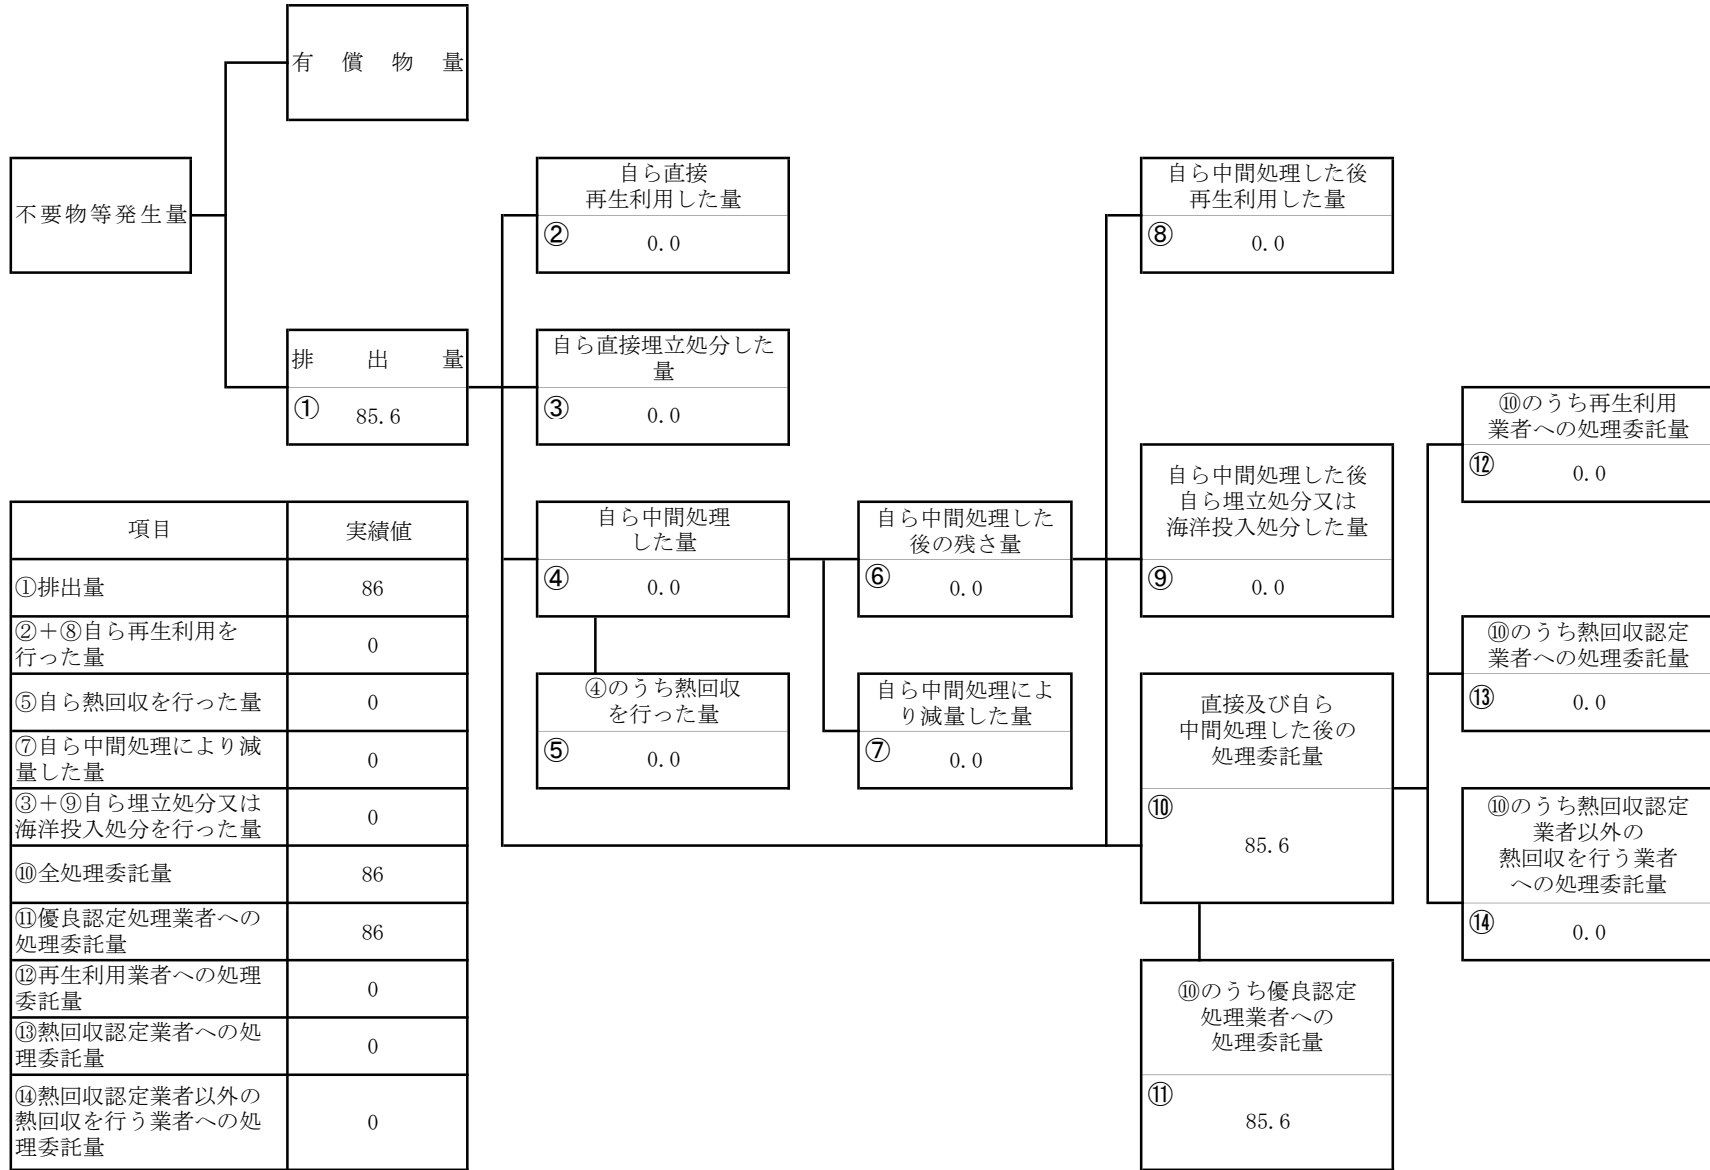 有償物量
不要物等発生量
排出量
① 85.6
自ら直接
再生利用した量
② 0.0
自ら直接埋立処分した
量
③ 0.0
自ら中間処理
した量
④ 0.0
④のうち熱回収
を行った量
⑤ 0.0
自ら中間処理した
後の残さ量
⑥ 0.0
自ら中間処理によ
り減量した量
⑦ 0.0
自ら中間処理した後
再生利用した量
⑧ 0.0
自ら中間処理した後
自ら埋立処分又は
海洋投入処分した量
⑨ 0.0
直接及び自ら
中間処理した後の
処理委託量
⑩
85.6
⑩のうち優良認定
処理業者への
処理委託量
⑪
85.6
⑩のうち再生利用
業者への処理委託量
⑫ 0.0
⑩のうち熱回収認定
業者への処理委託量
⑬ 0.0
⑩のうち熱回収認定
業者以外の
熱回収を行う業者
への処理委託量
⑭ 0.0
項目 実績値
①排出量 86
②＋⑧自ら再生利用を
行った量 0
⑤自ら熱回収を行った量 0
⑦自ら中間処理により減
量した量 0
③＋⑨自ら埋立処分又は
海洋投入処分を行った量 0
⑩全処理委託量 86
⑪優良認定処理業者への
処理委託量 86
⑫再生利用業者への処理
委託量 0
⑬熱回収認定業者への処
理委託量 0
⑭熱回収認定業者以外の
熱回収を行う業者への処
理委託量 0